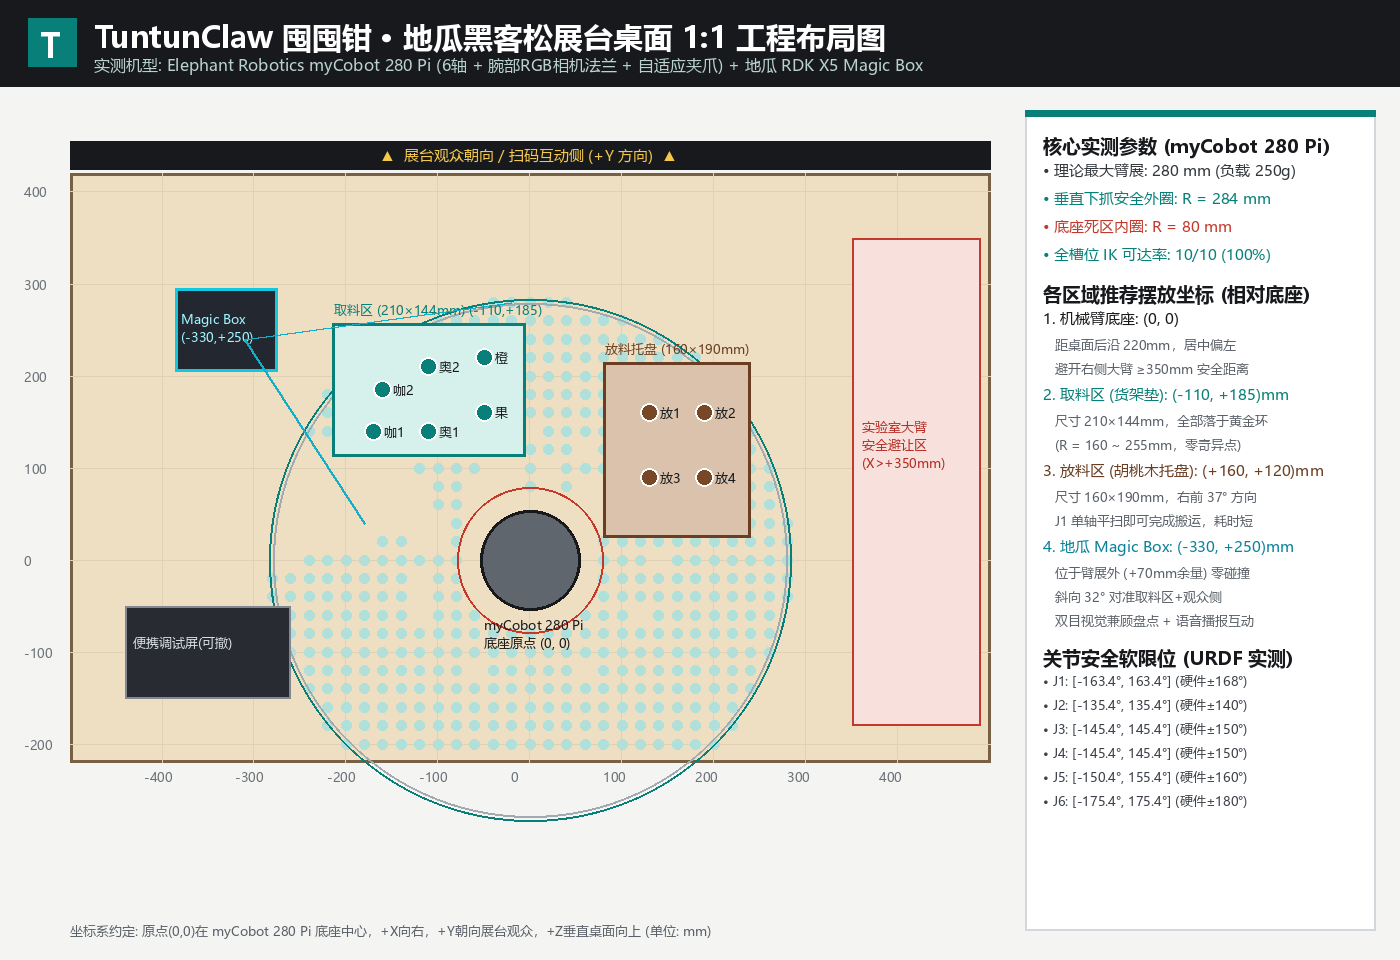 T
TuntunClaw 囤囤钳 • 地瓜黑客松展台桌面 1:1 工程布局图
实测机型: Elephant Robotics myCobot 280 Pi (6轴 + 腕部RGB相机法兰 + 自适应夹爪) + 地瓜 RDK X5 Magic Box
▲ 展台观众朝向 / 扫码互动侧 (+Y 方向) ▲
400
300
200
100
0
-100
-200
-400
-300
-200
-100
0
100
200
300
400
Magic Box
(-330,+250)
取料区 (210×144mm) (-110,+185)
奥2
橙
咖2
果
咖1
奥1
放料托盘 (160×190mm)
放1
放2
放3
放4
实验室大臂
安全避让区
(X>+350mm)
myCobot 280 Pi
底座原点 (0, 0)
便携调试屏(可撤)
坐标系约定: 原点(0,0)在 myCobot 280 Pi 底座中心，+X向右，+Y朝向展台观众，+Z垂直桌面向上 (单位: mm)
核心实测参数 (myCobot 280 Pi)
• 理论最大臂展: 280 mm (负载 250g)
• 垂直下抓安全外圈: R = 284 mm
• 底座死区内圈: R = 80 mm
• 全槽位 IK 可达率: 10/10 (100%)
各区域推荐摆放坐标 (相对底座)
1. 机械臂底座: (0, 0)
距桌面后沿 220mm，居中偏左
避开右侧大臂 ≥350mm 安全距离
2. 取料区 (货架垫): (-110, +185)mm
尺寸 210×144mm，全部落于黄金环
(R = 160 ~ 255mm，零奇异点)
3. 放料区 (胡桃木托盘): (+160, +120)mm
尺寸 160×190mm，右前 37° 方向
J1 单轴平扫即可完成搬运，耗时短
4. 地瓜 Magic Box: (-330, +250)mm
位于臂展外 (+70mm余量) 零碰撞
斜向 32° 对准取料区+观众侧
双目视觉兼顾盘点 + 语音播报互动
关节安全软限位 (URDF 实测)
• J1: [-163.4°, 163.4°] (硬件±168°)
• J2: [-135.4°, 135.4°] (硬件±140°)
• J3: [-145.4°, 145.4°] (硬件±150°)
• J4: [-145.4°, 145.4°] (硬件±150°)
• J5: [-150.4°, 155.4°] (硬件±160°)
• J6: [-175.4°, 175.4°] (硬件±180°)